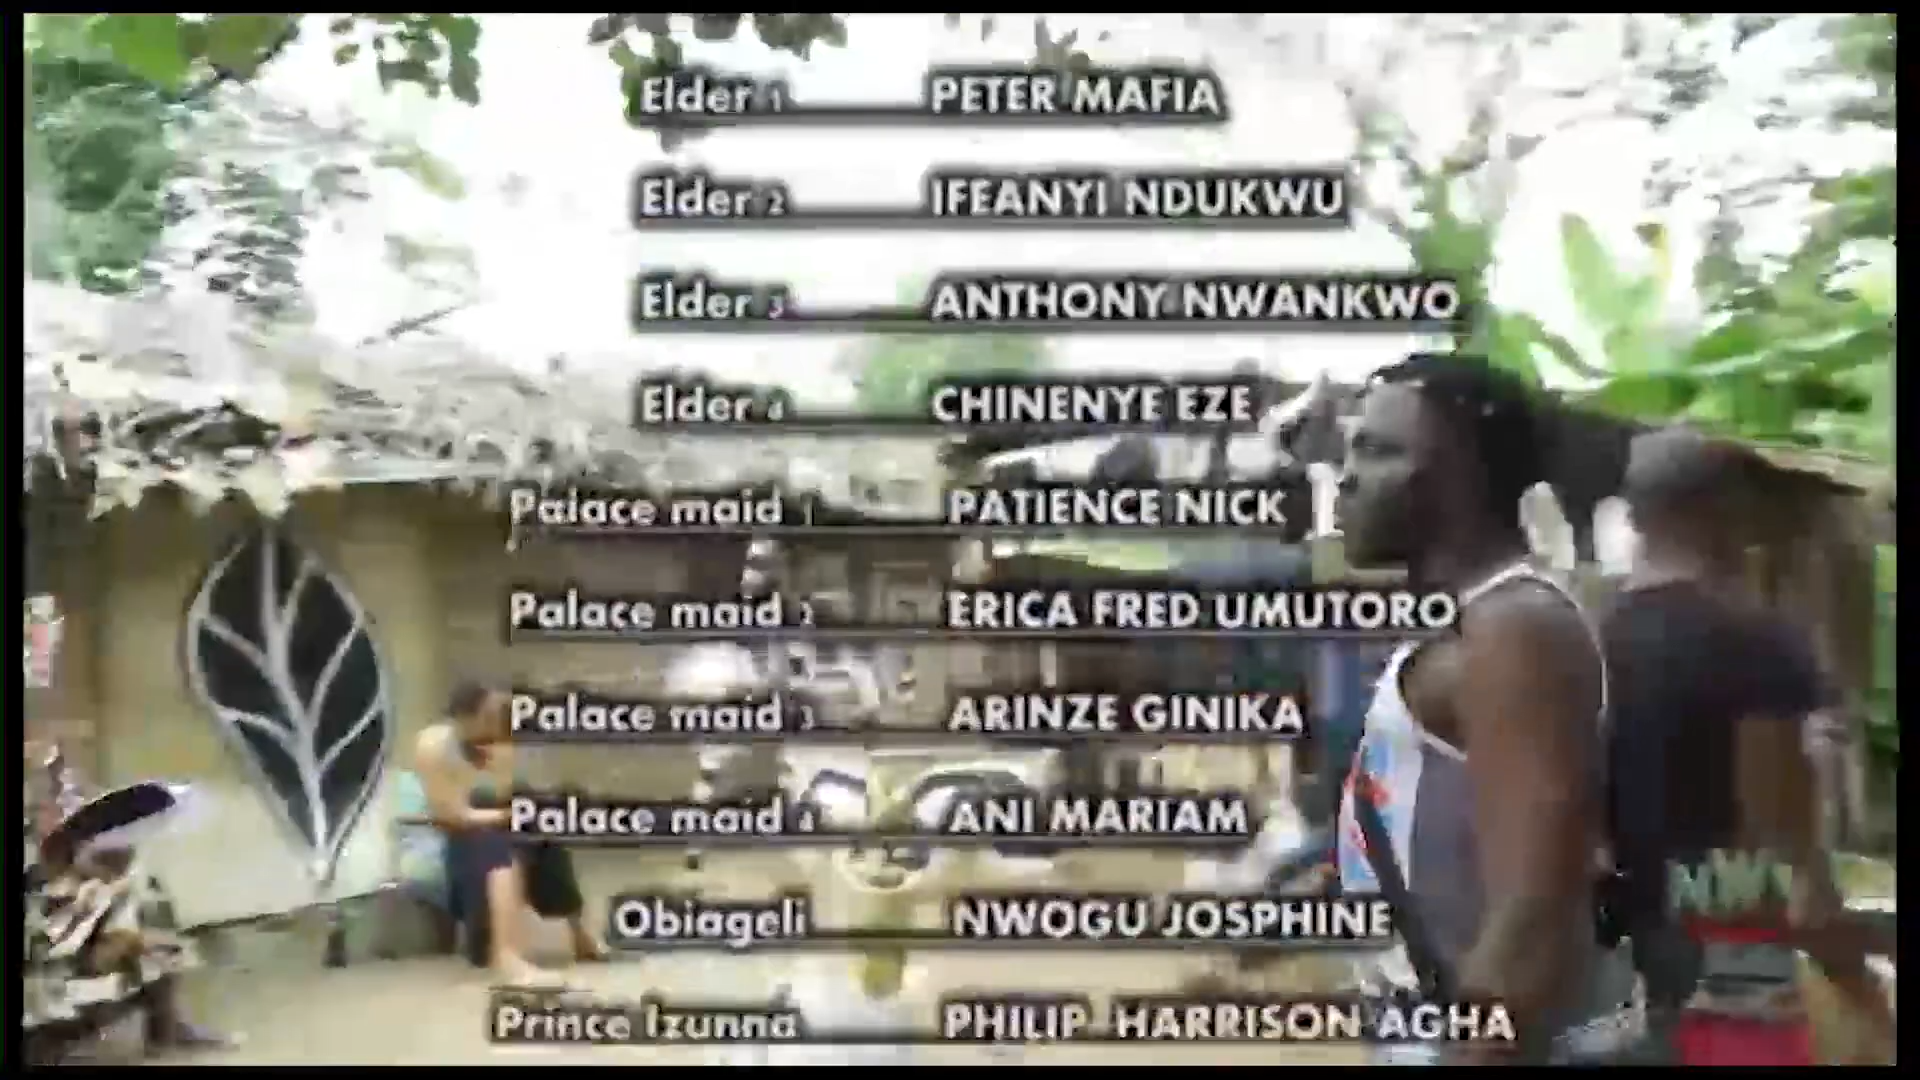 Elder 1 PETER MAFIA
Elder 2 IFEANYI NDUKWU
Elder 3 ANTHONY NWANKWO
Elder 4 CHINENYE EZE
Palace maid 1 PATIENCE NICK
Palace maid 2 ERICA FRED UMUTORO
Palace maid 3 ARINZE GINIKA
Palace maid 4 ANI MARIAM
Obiageli NWOGU JOSPHINE
Prince Izunna PHILIP HARRISON AGHA